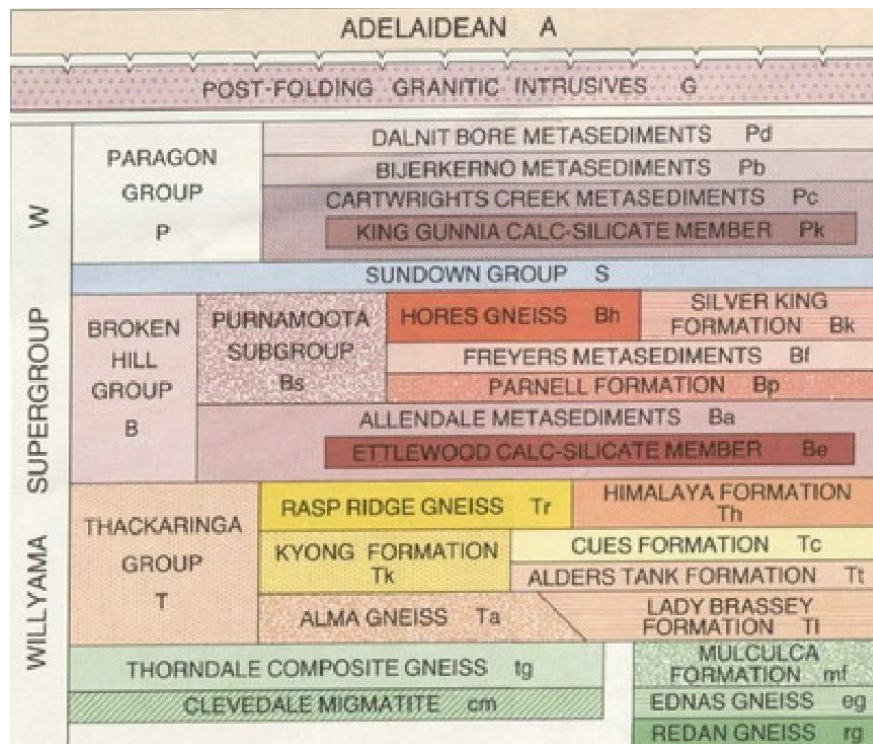 ADELAIDEAN A
POST-FOLDING GRANITIC INTRUSIVES G
WILLYAMA SUPERGROUP W
PARAGON
GROUP
P
DALNIT BORE METASEDIMENTS Pd
BIJERKERNO METASEDIMENTS Pb
CARTWRIGHTS CREEK METASEDIMENTS Pc
KING GUNNIA CALC-SILICATE MEMBER Pk
SUNDOWN GROUP S
BROKEN
HILL
GROUP
B
PURNAMOOTA
SUBGROUP
Bs
HORES GNEISS Bh
SILVER KING
FORMATION Bk
FREYERS METASEDIMENTS Bf
PARNELL FORMATION Bp
ALLENDALE METASEDIMENTS Ba
ETTLEWOOD CALC-SILICATE MEMBER Be
THACKARINGA
GROUP
T
RASP RIDGE GNEISS Tr
HIMALAYA FORMATION
Th
KYONG FORMATION
Tk
CUES FORMATION Tc
ALDERS TANK FORMATION Tt
ALMA GNEISS Ta
LADY BRASSEY
FORMATION Tl
THORNDALE COMPOSITE GNEISS tg
CLEVEDALE MIGMATITE cm
MULCULCA
FORMATION mf
EDNAS GNEISS eg
REDAN GNEISS rg